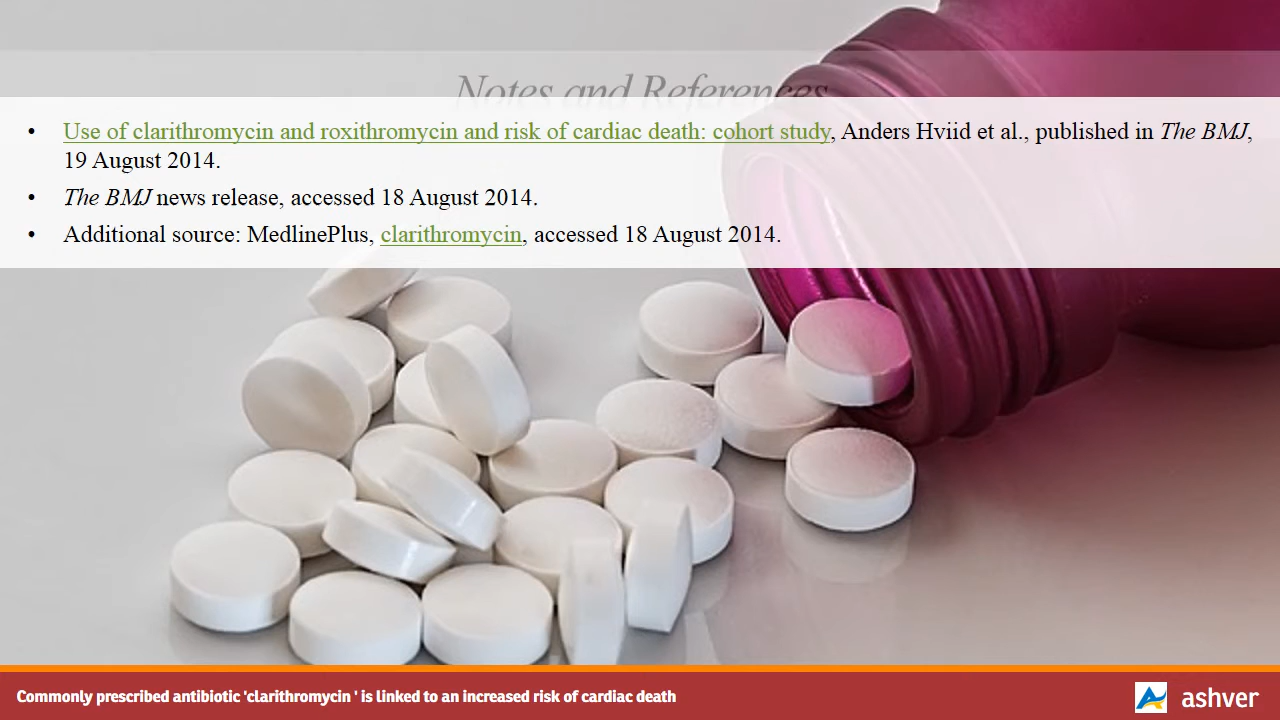 Notes and References
• Use of clarithromycin and roxithromycin and risk of cardiac death: cohort study, Anders Hviid et al., published in The BMJ,
19 August 2014.
• The BMJ news release, accessed 18 August 2014.
• Additional source: MedlinePlus, clarithromycin, accessed 18 August 2014.
Commonly prescribed antibiotic 'clarithromycin ' is linked to an increased risk of cardiac death
ashver